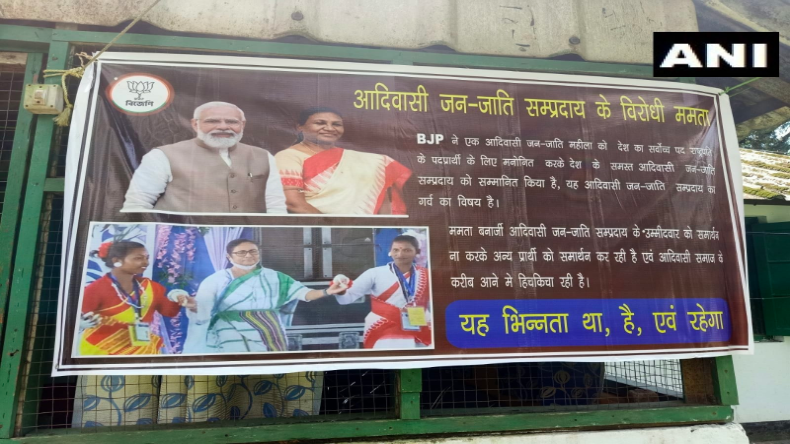 ANI
बिजेपि
आदिवासी जन-जाति सम्प्रदाय के विरोधी ममता
BJP ने एक आदिवासी जन-जाति महीला को देश का सर्वोच्च पद राष्ट्रपति
के पदप्रार्थी के लिए मनोनित करके देश के समस्त आदिवासी जन-जाति
सम्प्रदाय को सम्मानित किया है, यह आदिवासी जन-जाति सम्प्रदाय का
गर्व का विषय है।
ममता बनार्जी आदिवासी जन-जाति सम्प्रदाय के उम्मीदवार को समर्थन
ना करके अन्य प्रार्थी को समर्थन कर रही है एवं आदिवासी समाज के
करीब आने मे हिचकिचा रही है।
यह भिन्नता था, है, एवं रहेगा